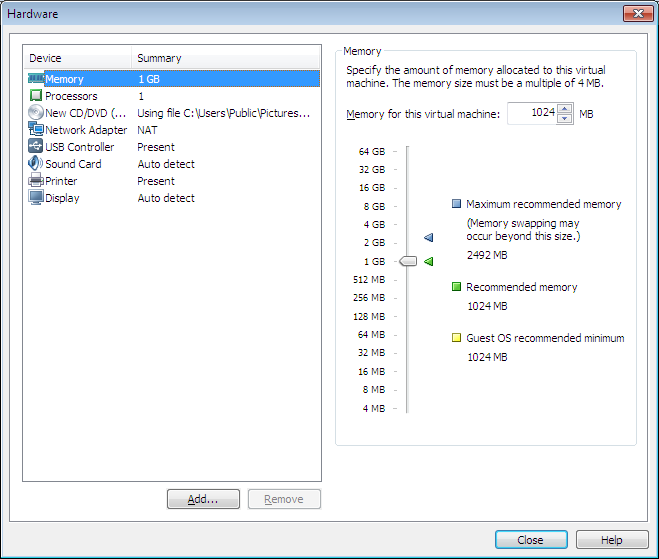 Hardware
Device Summary
Memory 1 GB
Processors 1
New CD/DVD (... Using file C:\Users\Public\Pictures...
Network Adapter NAT
USB Controller Present
Sound Card Auto detect
Printer Present
Display Auto detect
Add...
Remove
Memory
Specify the amount of memory allocated to this virtual
machine. The memory size must be a multiple of 4 MB.
Memory for this virtual machine: 1024 MB
64 GB
32 GB
16 GB
8 GB
4 GB
2 GB
1 GB
512 MB
256 MB
128 MB
64 MB
32 MB
16 MB
8 MB
4 MB
Maximum recommended memory
(Memory swapping may
occur beyond this size.)
2492 MB
Recommended memory
1024 MB
Guest OS recommended minimum
1024 MB
Close
Help